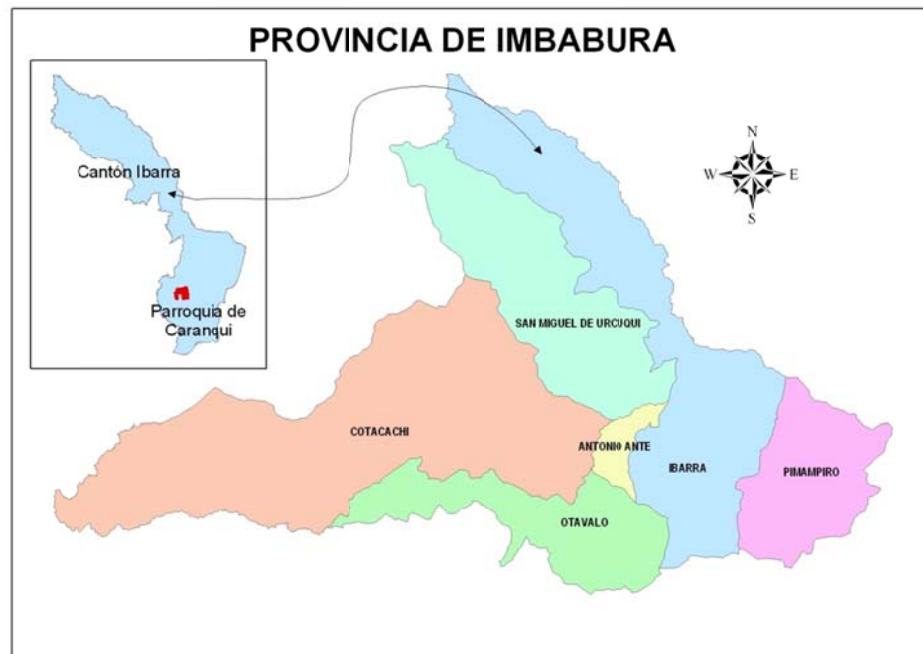 PROVINCIA DE IMBABURA
Cantón Ibarra
Parroquia de
Caranqui
N
W
E
S
SAN MIGUEL DE URCUQUI
COTACACHI
ANTONIO ANTE
IBARRA
PIMAMPIRO
OTAVALO